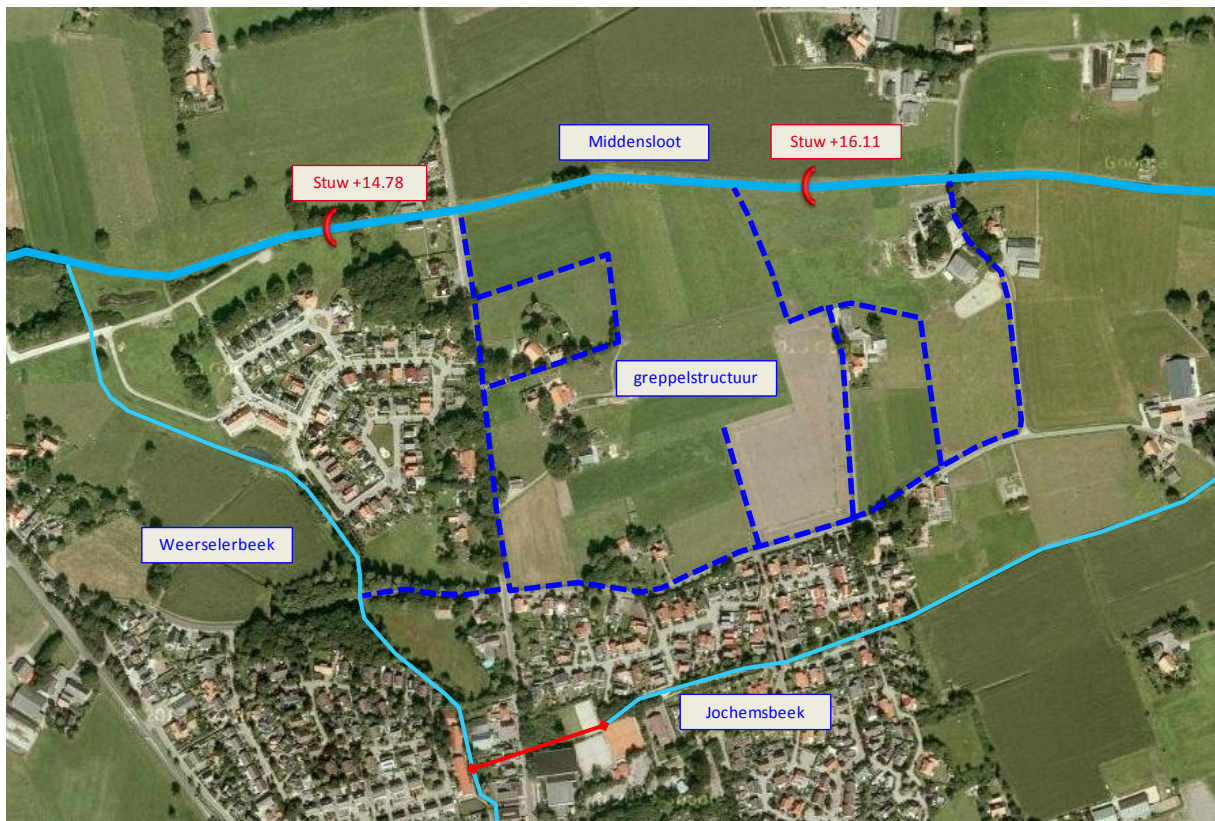 Middensloot
Stuw +16.11
Stuw +14.78
greppelstructuur
Weerselerbeek
Jochemsbeek